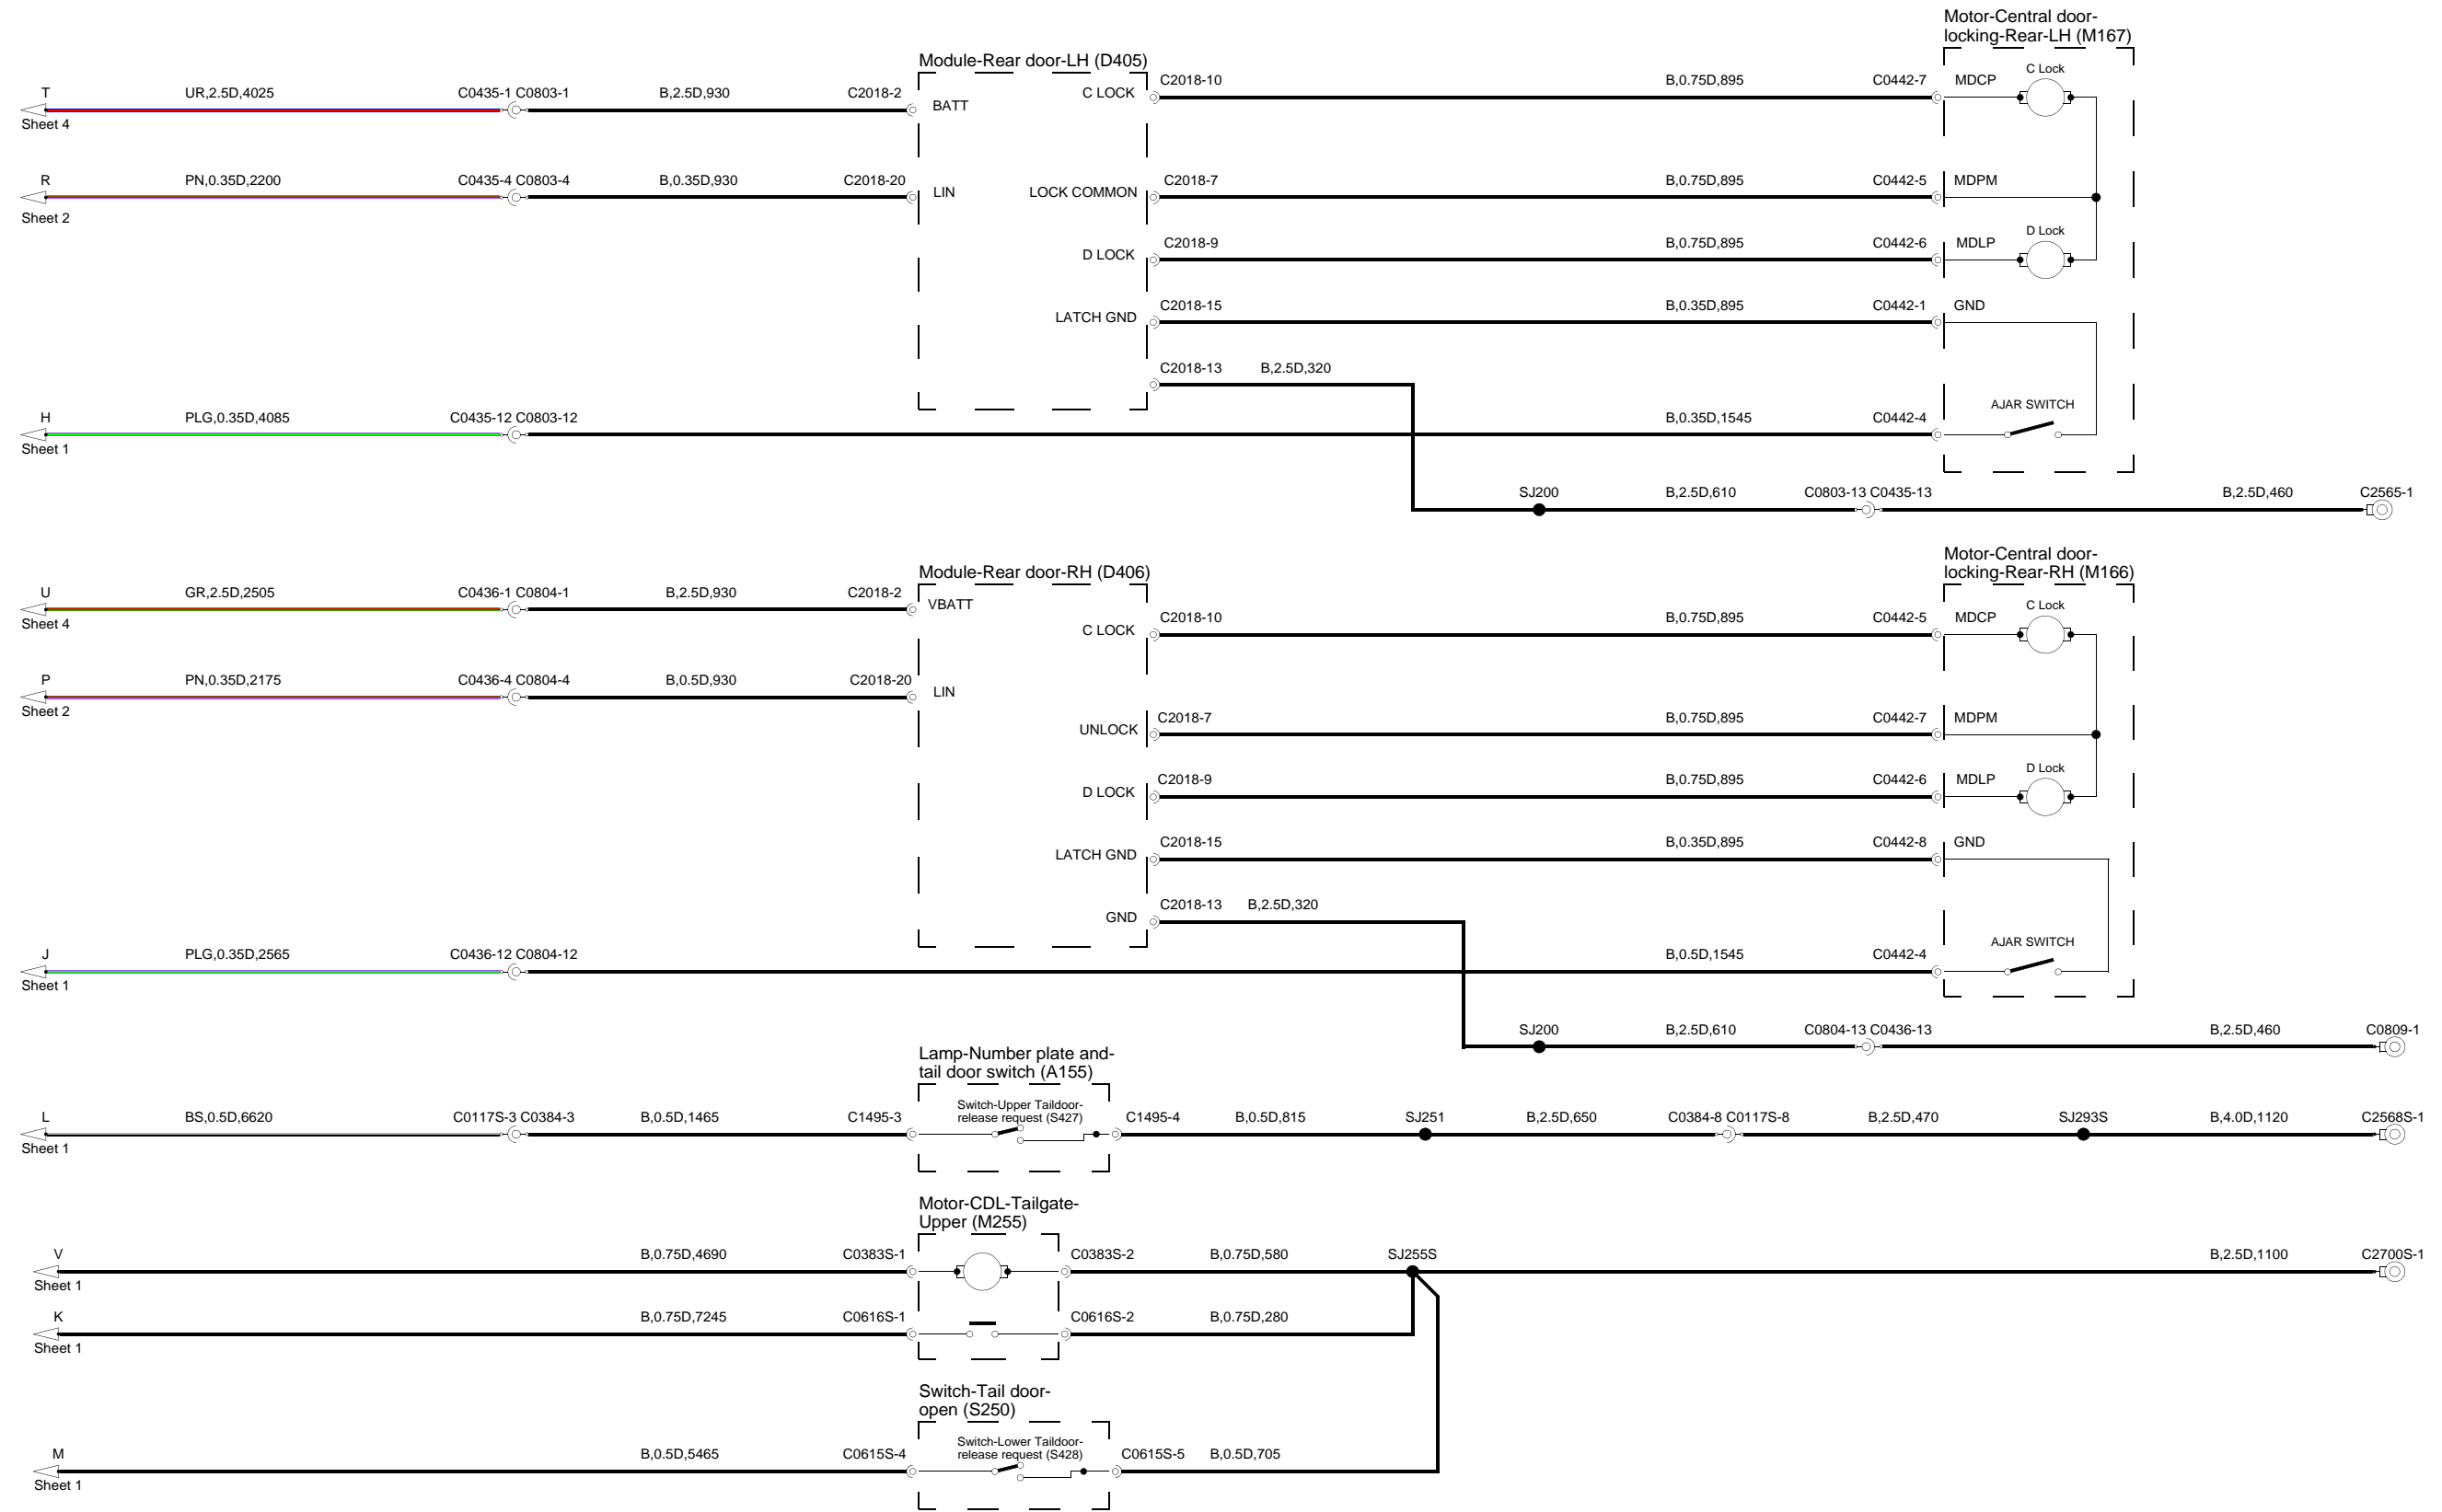 Motor-Central door-
locking-Rear-LH (M167)
Module-Rear door-LH (D405)
T UR,2.5D,4025 C0435-1 C0803-1 B,2.5D,930 C2018-2 BATT
Sheet 4
C LOCK C2018-10 B,0.75D,895 C0442-7 MDCP C Lock
R PN,0.35D,2200 C0435-4 C0803-4 B,0.35D,930 C2018-20 LIN
Sheet 2
LOCK COMMON C2018-7 B,0.75D,895 C0442-5 MDPM
D LOCK C2018-9 B,0.75D,895 C0442-6 MDLP D Lock
LATCH GND C2018-15 B,0.35D,895 C0442-1 GND
C2018-13 B,2.5D,320
H PLG,0.35D,4085 C0435-12 C0803-12 B,0.35D,1545 C0442-4 AJAR SWITCH
Sheet 1
SJ200 B,2.5D,610 C0803-13 C0435-13 B,2.5D,460 C2565-1
Motor-Central door-
locking-Rear-RH (M166)
Module-Rear door-RH (D406)
U GR,2.5D,2505 C0436-1 C0804-1 B,2.5D,930 C2018-2 VBATT
Sheet 4
C LOCK C2018-10 B,0.75D,895 C0442-5 MDCP C Lock
P PN,0.35D,2175 C0436-4 C0804-4 B,0.5D,930 C2018-20 LIN
Sheet 2
UNLOCK C2018-7 B,0.75D,895 C0442-7 MDPM
D LOCK C2018-9 B,0.75D,895 C0442-6 MDLP D Lock
LATCH GND C2018-15 B,0.35D,895 C0442-8 GND
GND C2018-13 B,2.5D,320
J PLG,0.35D,2565 C0436-12 C0804-12 B,0.5D,1545 C0442-4 AJAR SWITCH
Sheet 1
SJ200 B,2.5D,610 C0804-13 C0436-13 B,2.5D,460 C0809-1
Lamp-Number plate and-
tail door switch (A155)
Switch-Upper Taildoor-
release request (S427)
L BS,0.5D,6620 C0117S-3 C0384-3 B,0.5D,1465 C1495-3 C1495-4 B,0.5D,815 SJ251 B,2.5D,650 C0384-8 C0117S-8 B,2.5D,470 SJ293S B,4.0D,1120 C2568S-1
Sheet 1
Motor-CDL-Tailgate-
Upper (M255)
V B,0.75D,4690 C0383S-1 C0383S-2 B,0.75D,580 SJ255S B,2.5D,1100 C2700S-1
Sheet 1
K B,0.75D,7245 C0616S-1 C0616S-2 B,0.75D,280
Sheet 1
Switch-Tail door-
open (S250)
Switch-Lower Taildoor-
release request (S428)
M B,0.5D,5465 C0615S-4 C0615S-5 B,0.5D,705
Sheet 1